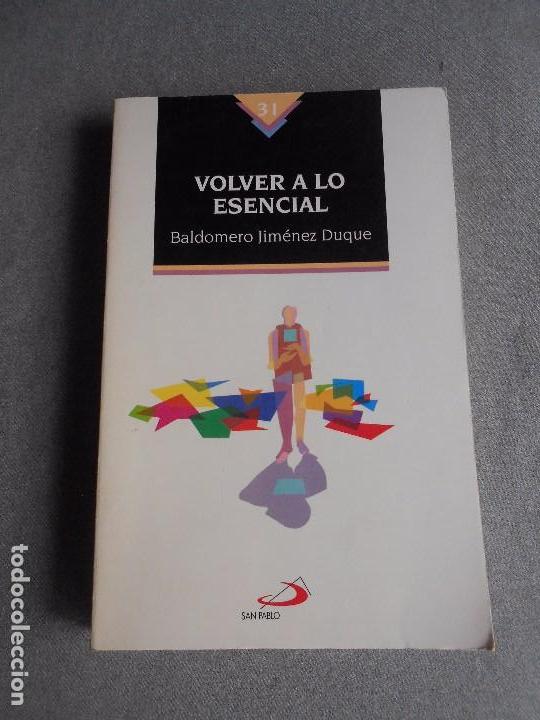 31
VOLVER A LO
ESENCIAL
Baldomero Jiménez Duque
SAN PABLO
todocoleccion